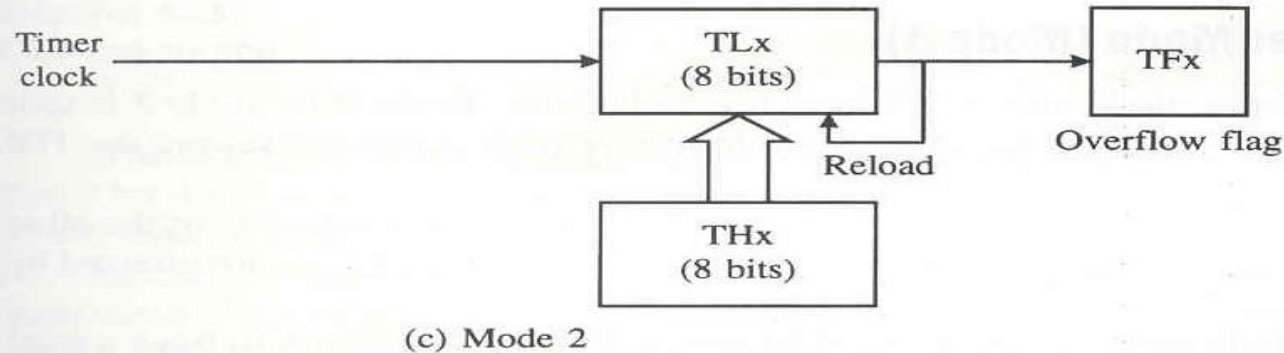 Timer
clock
TLx
(8 bits)
TFx
Overflow flag
Reload
THx
(8 bits)
(c) Mode 2